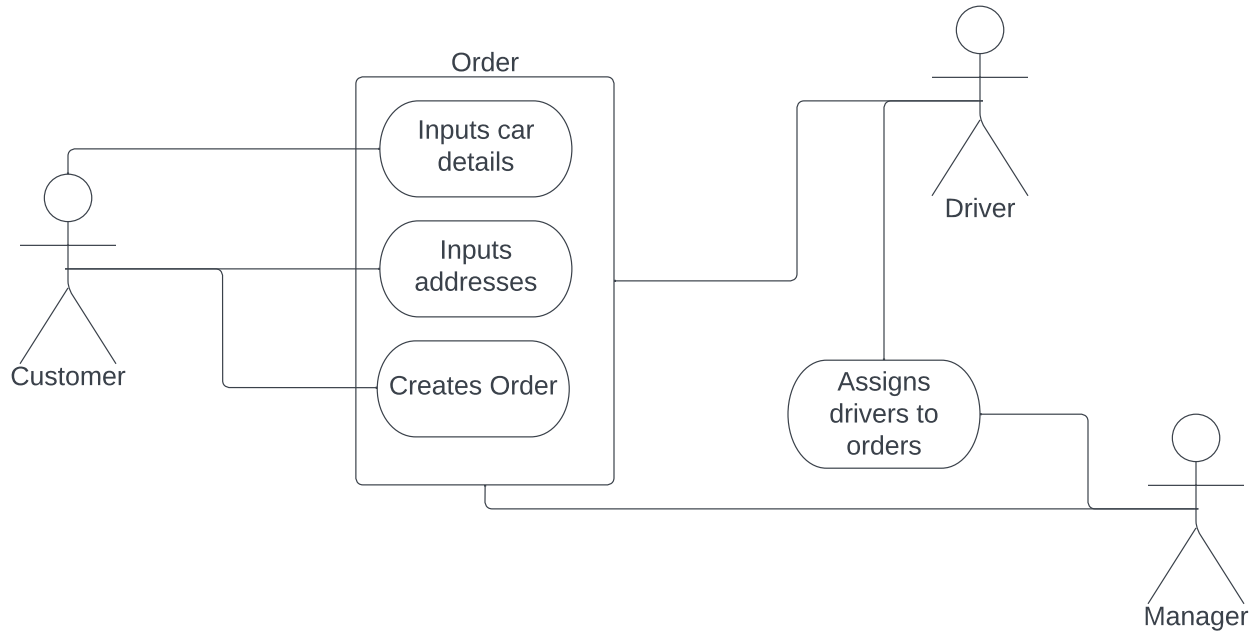 Order
Inputs car
details
Inputs
addresses
Creates Order
Customer
Driver
Assigns
drivers to
orders
Manager